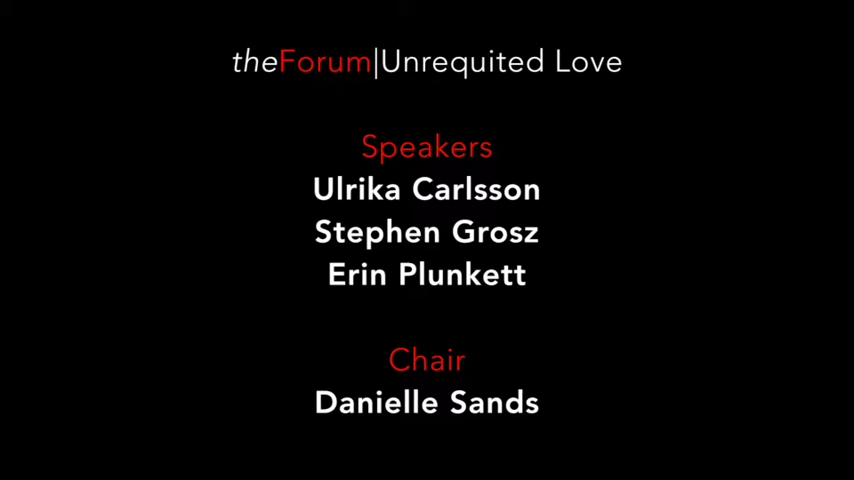 theForum|Unrequited Love
Speakers
Ulrika Carlsson
Stephen Grosz
Erin Plunkett
Chair
Danielle Sands